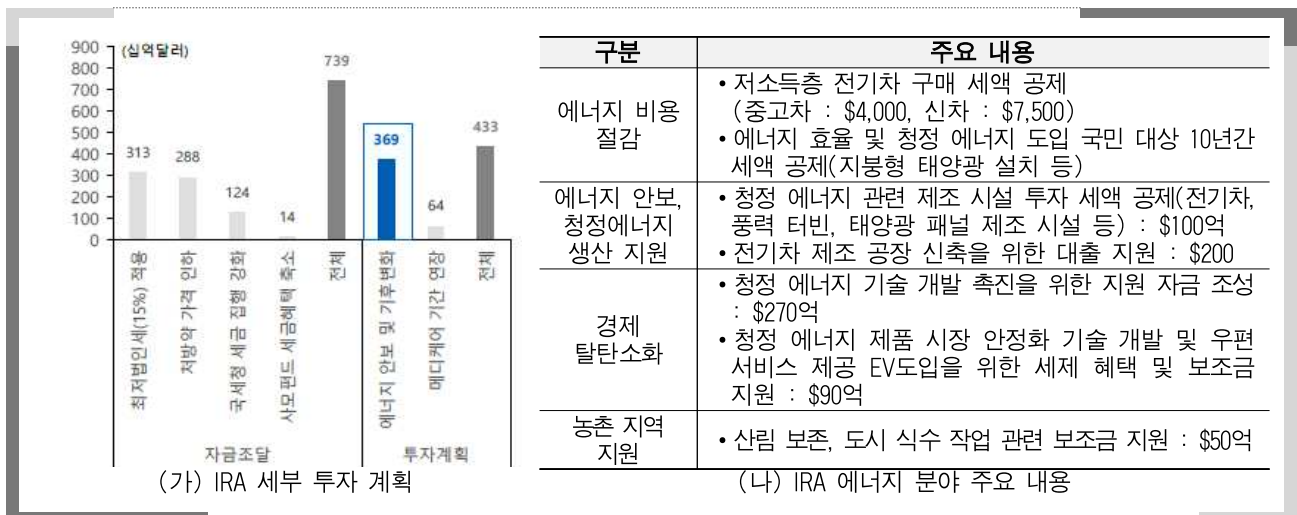 (십억달러)
900
800
700
600
500
400
300
200
100
0
313
288
124
14
739
369
64
433
최저법인세(15%) 적용
처방약 가격 인하
국세청 세금 집행 강화
사모펀드 세금혜택 축소
전체
에너지 안보 및 기후변화
메디케어 기간 연장
전체
자금조달
투자계획
(가) IRA 세부 투자 계획
구분
주요 내용
에너지 비용
절감
• 저소득층 전기차 구매 세액 공제
(중고차 : $4,000, 신차 : $7,500)
• 에너지 효율 및 청정 에너지 도입 국민 대상 10년간
세액 공제(지붕형 태양광 설치 등)
에너지 안보,
청정에너지
생산 지원
• 청정 에너지 관련 제조 시설 투자 세액 공제(전기차,
풍력 터빈, 태양광 패널 제조 시설 등) : $100억
• 전기차 제조 공장 신축을 위한 대출 지원 : $200
경제
탈탄소화
• 청정 에너지 기술 개발 촉진을 위한 지원 자금 조성
: $270억
• 청정 에너지 제품 시장 안정화 기술 개발 및 우편
서비스 제공 EV도입을 위한 세제 혜택 및 보조금
지원 : $90억
농촌 지역
지원
• 산림 보존, 도시 식수 작업 관련 보조금 지원 : $50억
(나) IRA 에너지 분야 주요 내용